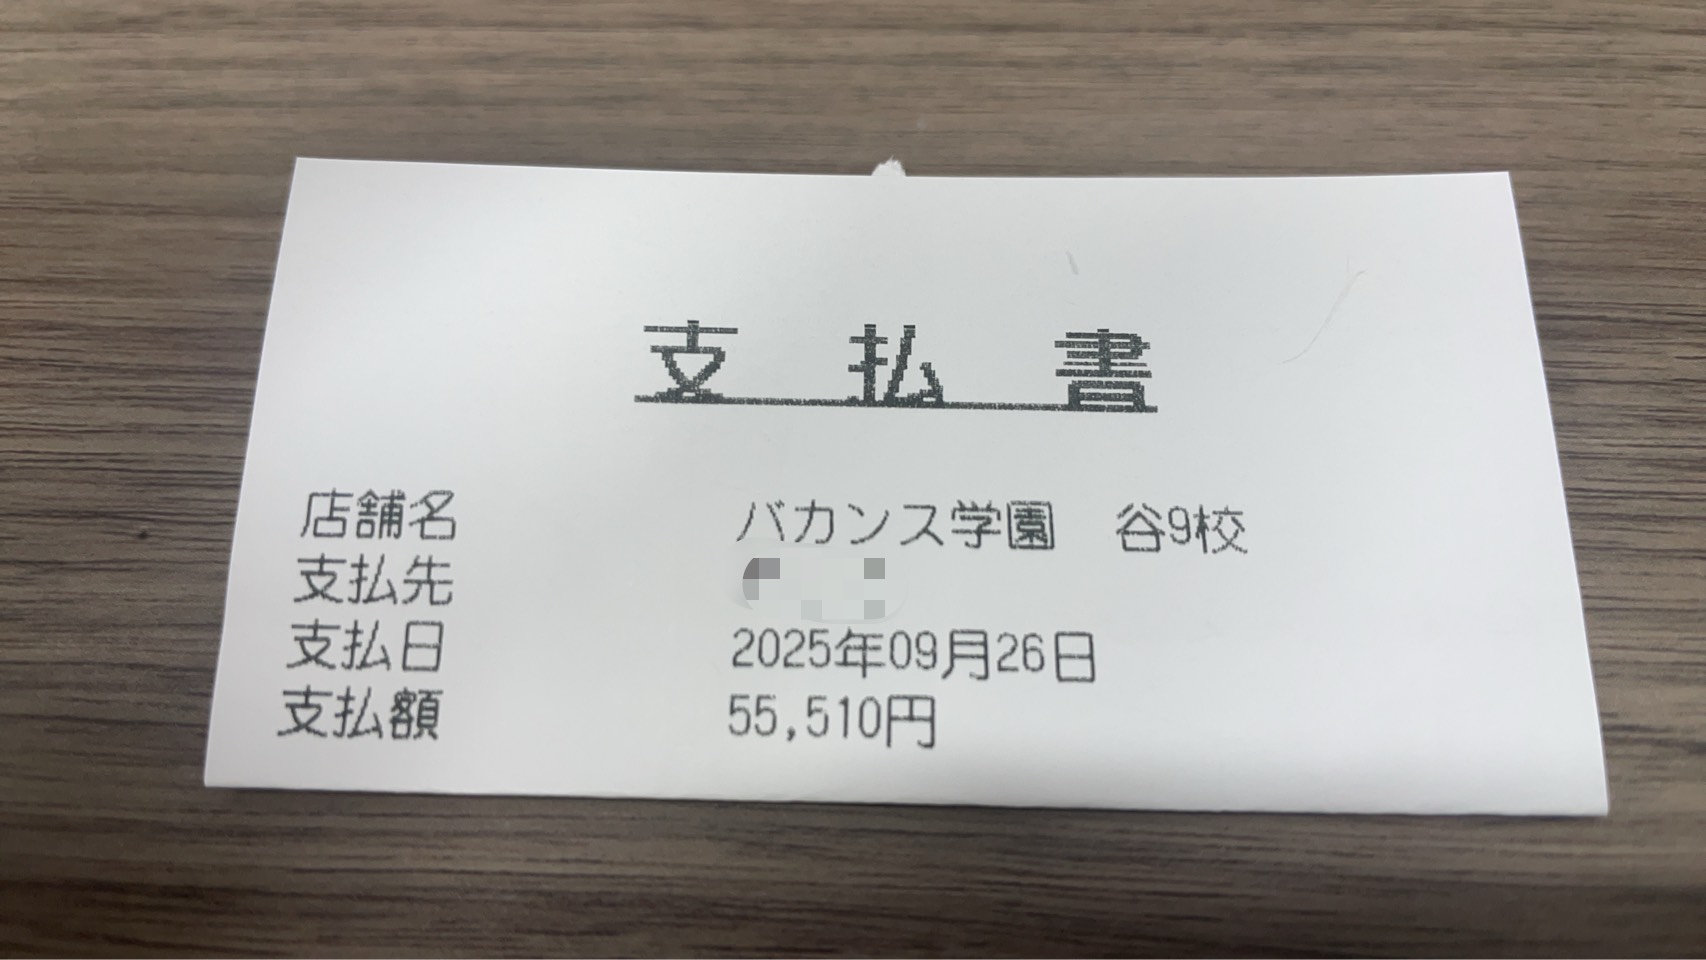 支払書
店舗名 バカンス学園 谷9校
支払先
支払日 2025年09月26日
支払額 55,510円